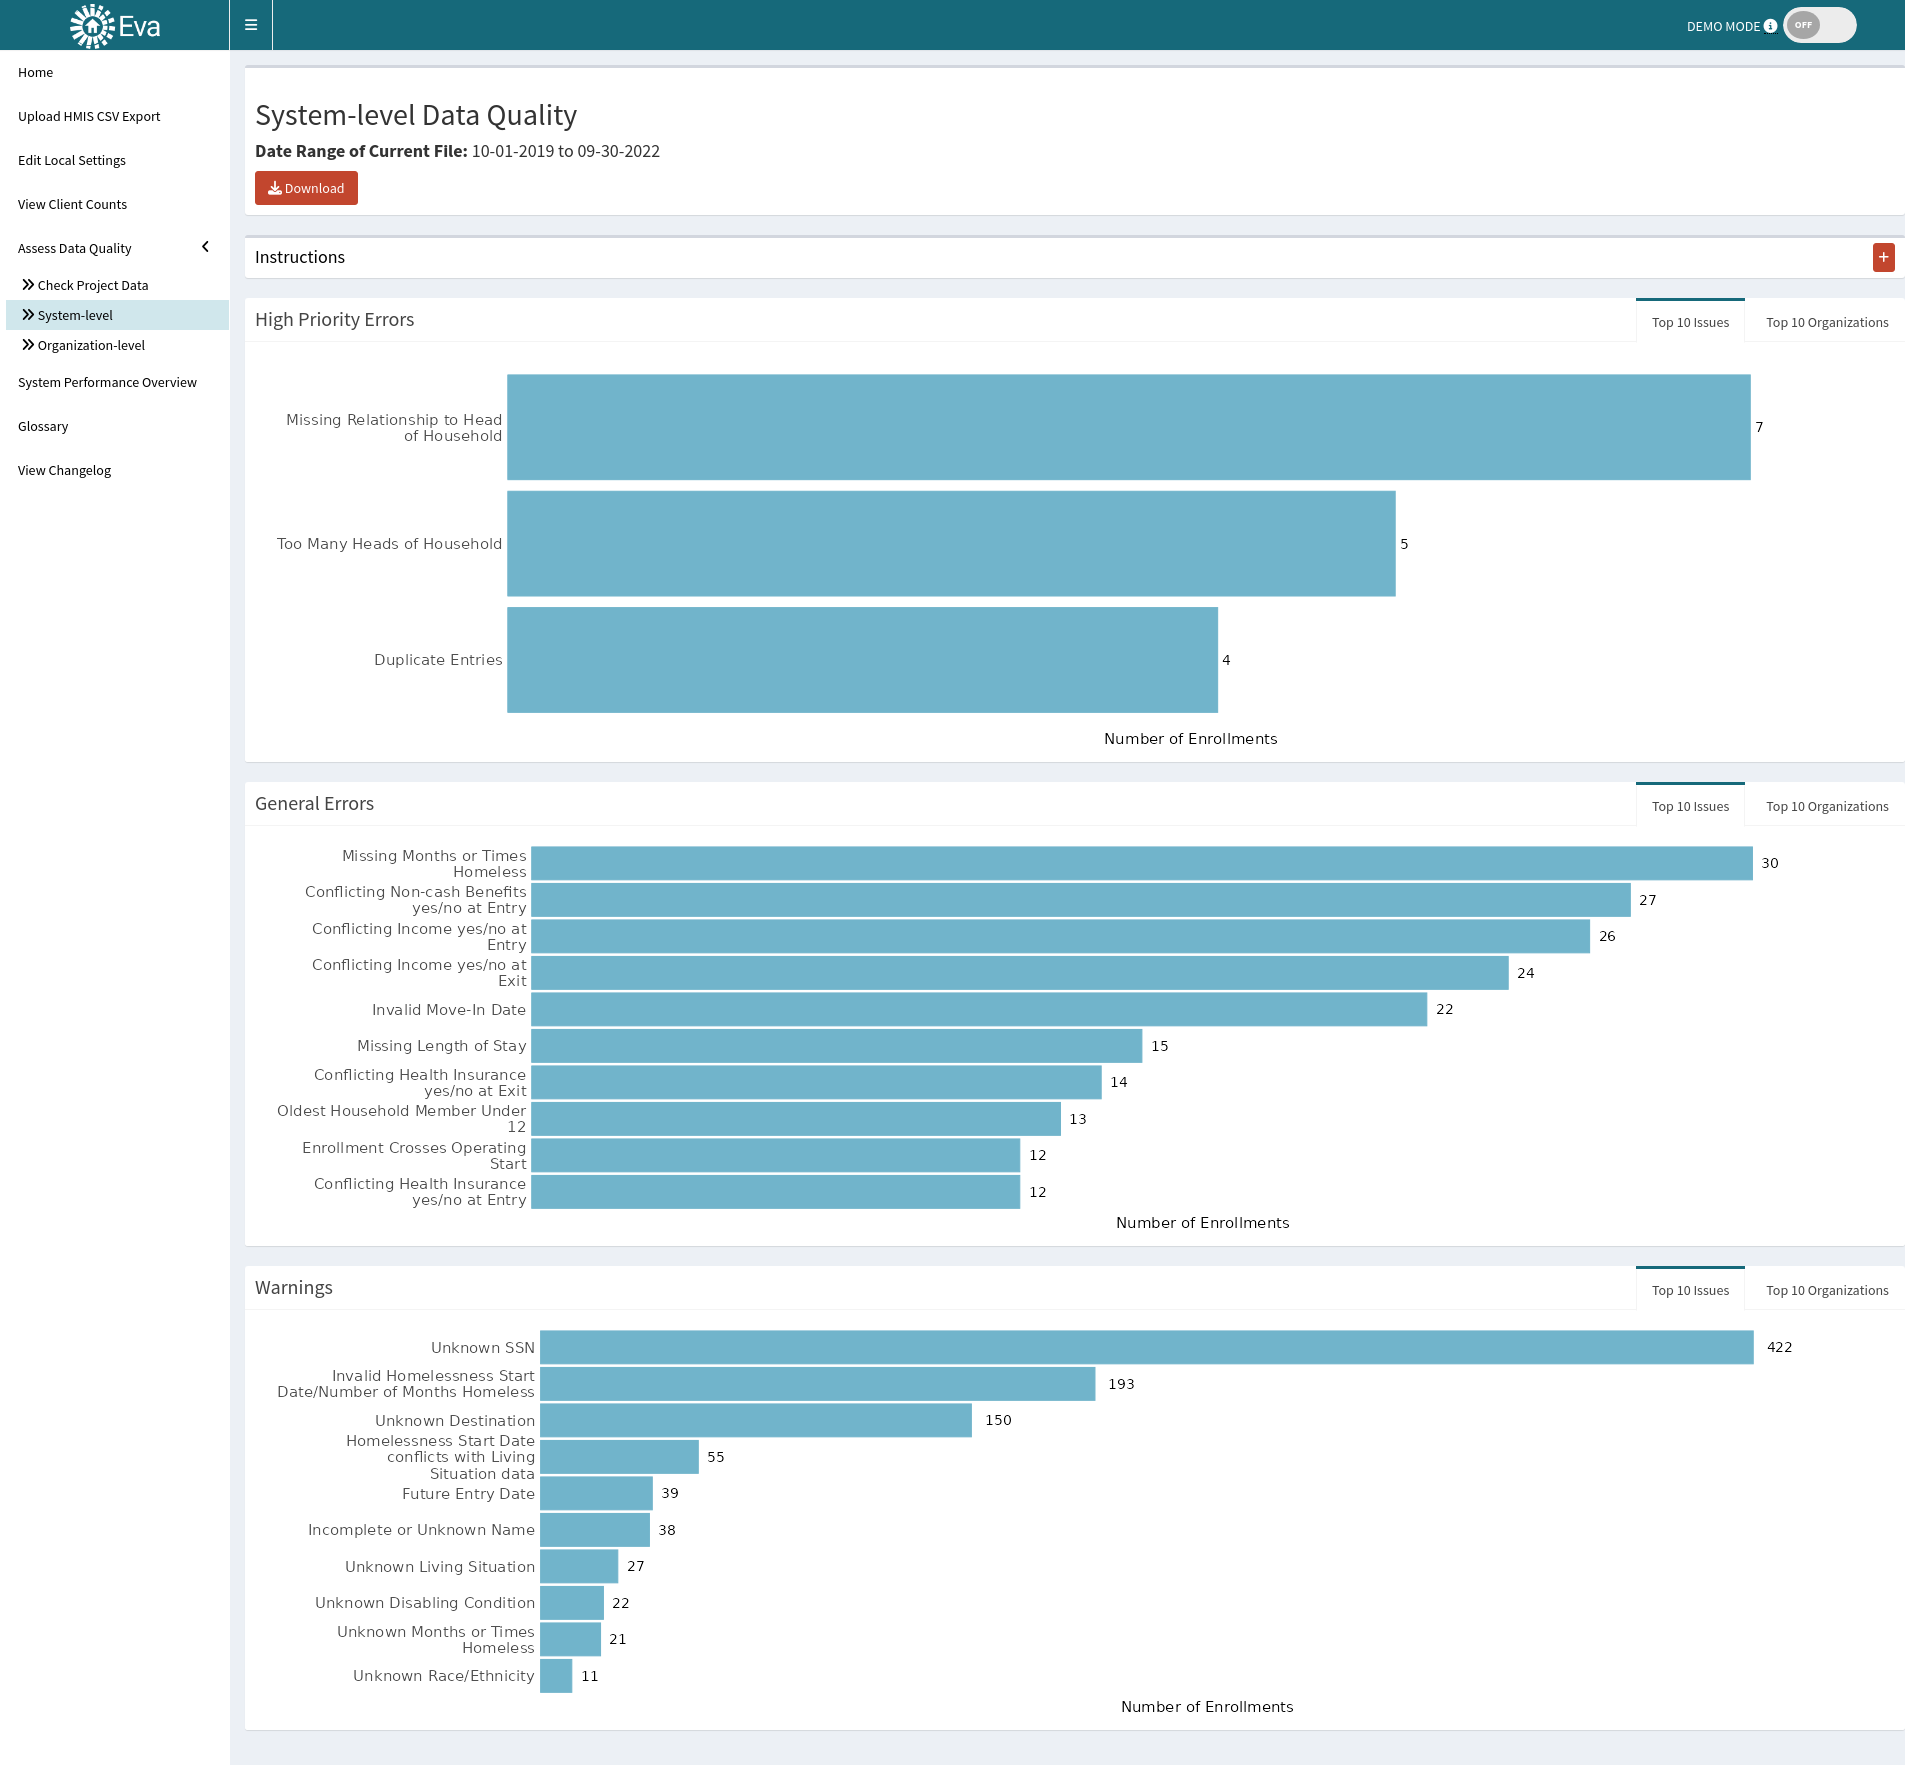 Eva
DEMO MODE
OFF
Home
Upload HMIS CSV Export
Edit Local Settings
View Client Counts
Assess Data Quality
Check Project Data
System-level
Organization-level
System Performance Overview
Glossary
View Changelog
System-level Data Quality
Date Range of Current File: 10-01-2019 to 09-30-2022
Download
Instructions
+
High Priority Errors
Top 10 Issues
Top 10 Organizations
Missing Relationship to Head
of Household
7
Too Many Heads of Household
5
Duplicate Entries
4
Number of Enrollments
General Errors
Top 10 Issues
Top 10 Organizations
Missing Months or Times
Homeless
30
Conflicting Non-cash Benefits
yes/no at Entry
27
Conflicting Income yes/no at
Entry
26
Conflicting Income yes/no at
Exit
24
Invalid Move-In Date
22
Missing Length of Stay
15
Conflicting Health Insurance
yes/no at Exit
14
Oldest Household Member Under
12
13
Enrollment Crosses Operating
Start
12
Conflicting Health Insurance
yes/no at Entry
12
Number of Enrollments
Warnings
Top 10 Issues
Top 10 Organizations
Unknown SSN
422
Invalid Homelessness Start
Date/Number of Months Homeless
193
Unknown Destination
150
Homelessness Start Date
conflicts with Living
Situation data
55
Future Entry Date
39
Incomplete or Unknown Name
38
Unknown Living Situation
27
Unknown Disabling Condition
22
Unknown Months or Times
Homeless
21
Unknown Race/Ethnicity
11
Number of Enrollments